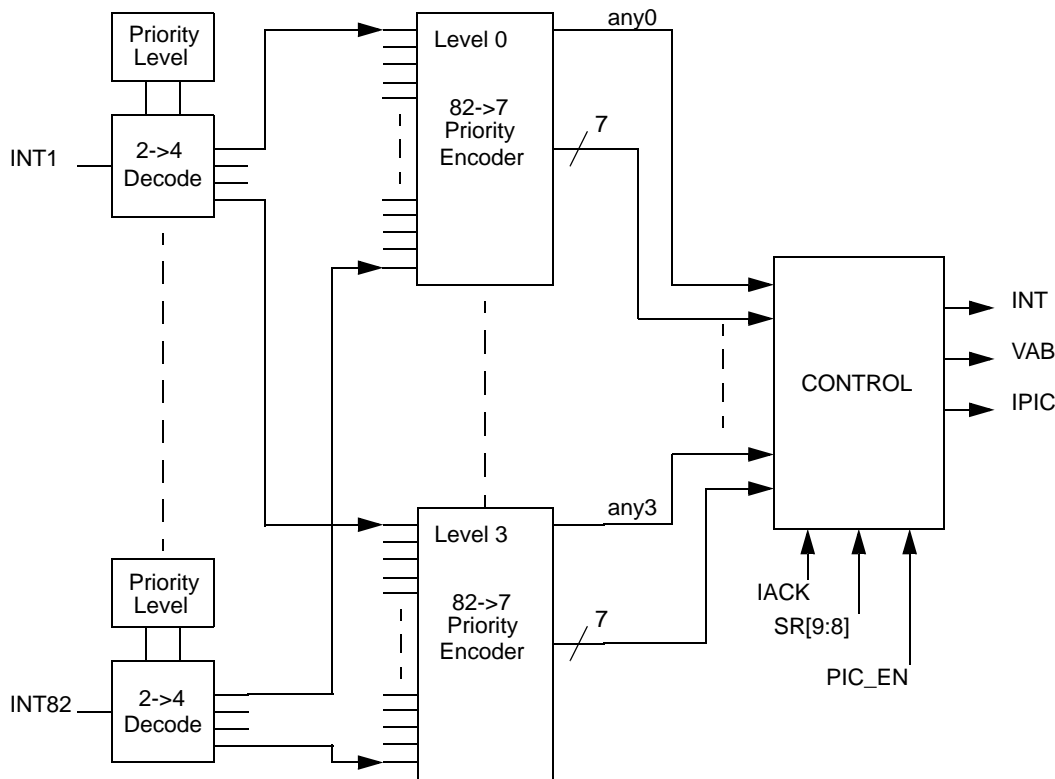 Priority
Level
2->4
Decode
INT1
Level 0
82->7
Priority
Encoder
any0
7
CONTROL
INT
VAB
IPIC
IACK
SR[9:8]
PIC_EN
Priority
Level
2->4
Decode
INT82
Level 3
82->7
Priority
Encoder
any3
7